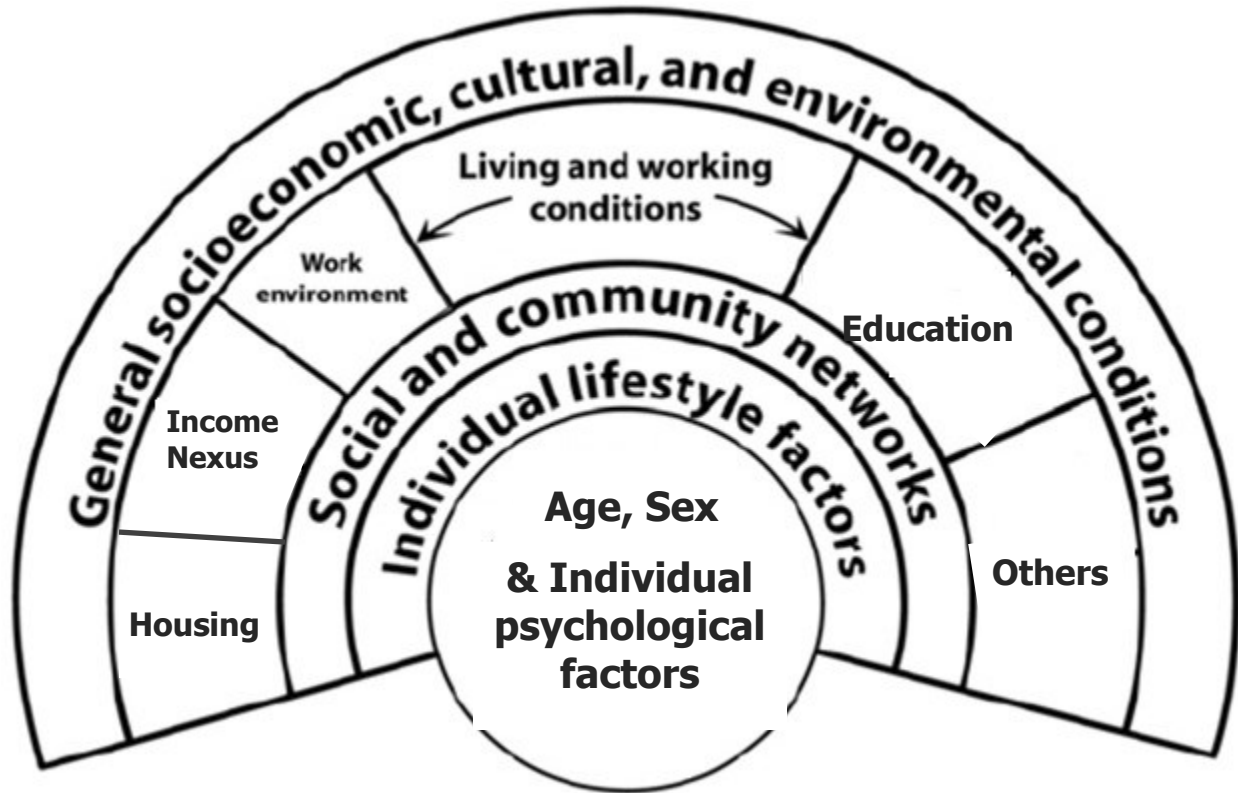 General socioeconomic, cultural, and environmental conditions
Living and working
conditions
Work
environment
Income
Nexus
Housing
Education
Others
Social and community networks
Individual lifestyle factors
Age, Sex
& Individual
psychological
factors